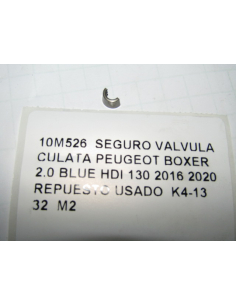 10M526 SEGURO VALVULA
CULATA PEUGEOT BOXER
2.0 BLUE HDI 130 2016 2020
REPUESTO USADO K4-13
32 M2